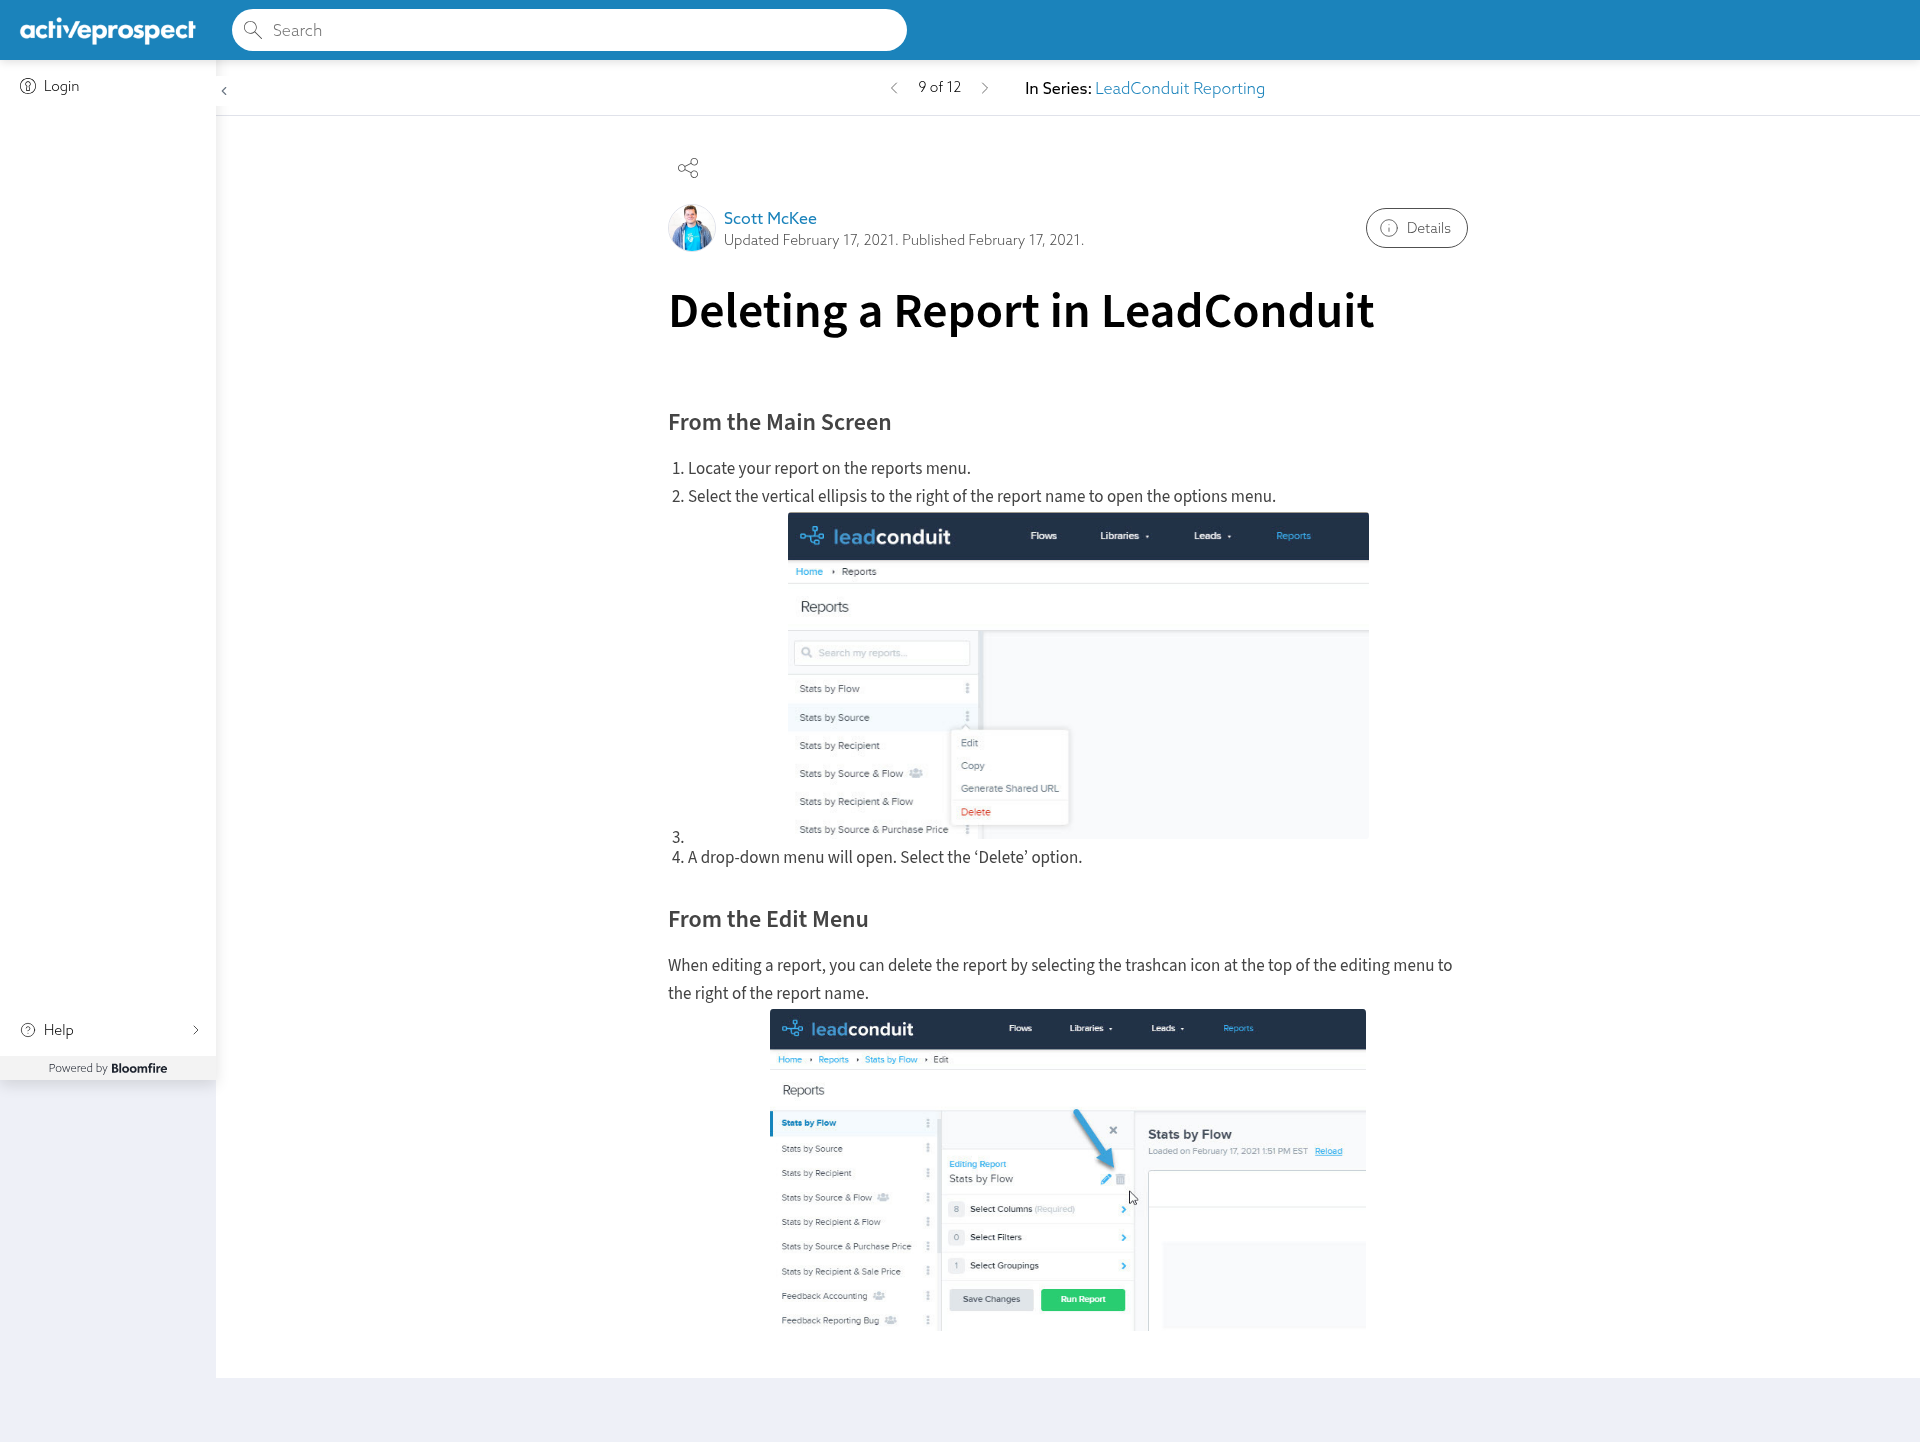 activeprospect
Search
Login
9 of 12
In Series: LeadConduit Reporting
Scott McKee
Updated February 17, 2021. Published February 17, 2021.
Details
Deleting a Report in LeadConduit
From the Main Screen
1. Locate your report on the reports menu.
2. Select the vertical ellipsis to the right of the report name to open the options menu.
leadconduit
Flows
Libraries
Leads
Reports
Home
Reports
Reports
Search my reports...
Stats by Flow
Stats by Source
Stats by Recipient
Stats by Source & Flow
Stats by Recipient & Flow
Stats by Source & Purchase Price
Edit
Copy
Generate Shared URL
Delete
3.
4. A drop-down menu will open. Select the ‘Delete’ option.
From the Edit Menu
When editing a report, you can delete the report by selecting the trashcan icon at the top of the editing menu to
the right of the report name.
leadconduit
Flows
Libraries
Leads
Reports
Home
Reports
Stats by Flow
Edit
Reports
Stats by Flow
Stats by Source
Stats by Recipient
Stats by Source & Flow
Stats by Recipient & Flow
Stats by Source & Purchase Price
Stats by Recipient & Sale Price
Feedback Accounting
Feedback Reporting Bug
Editing Report
Stats by Flow
8 Select Columns (Required)
0 Select Filters
1 Select Groupings
Save Changes
Run Report
Stats by Flow
Loaded on February 17, 2021 1:51 PM EST Reload
Help
Powered by Bloomfire